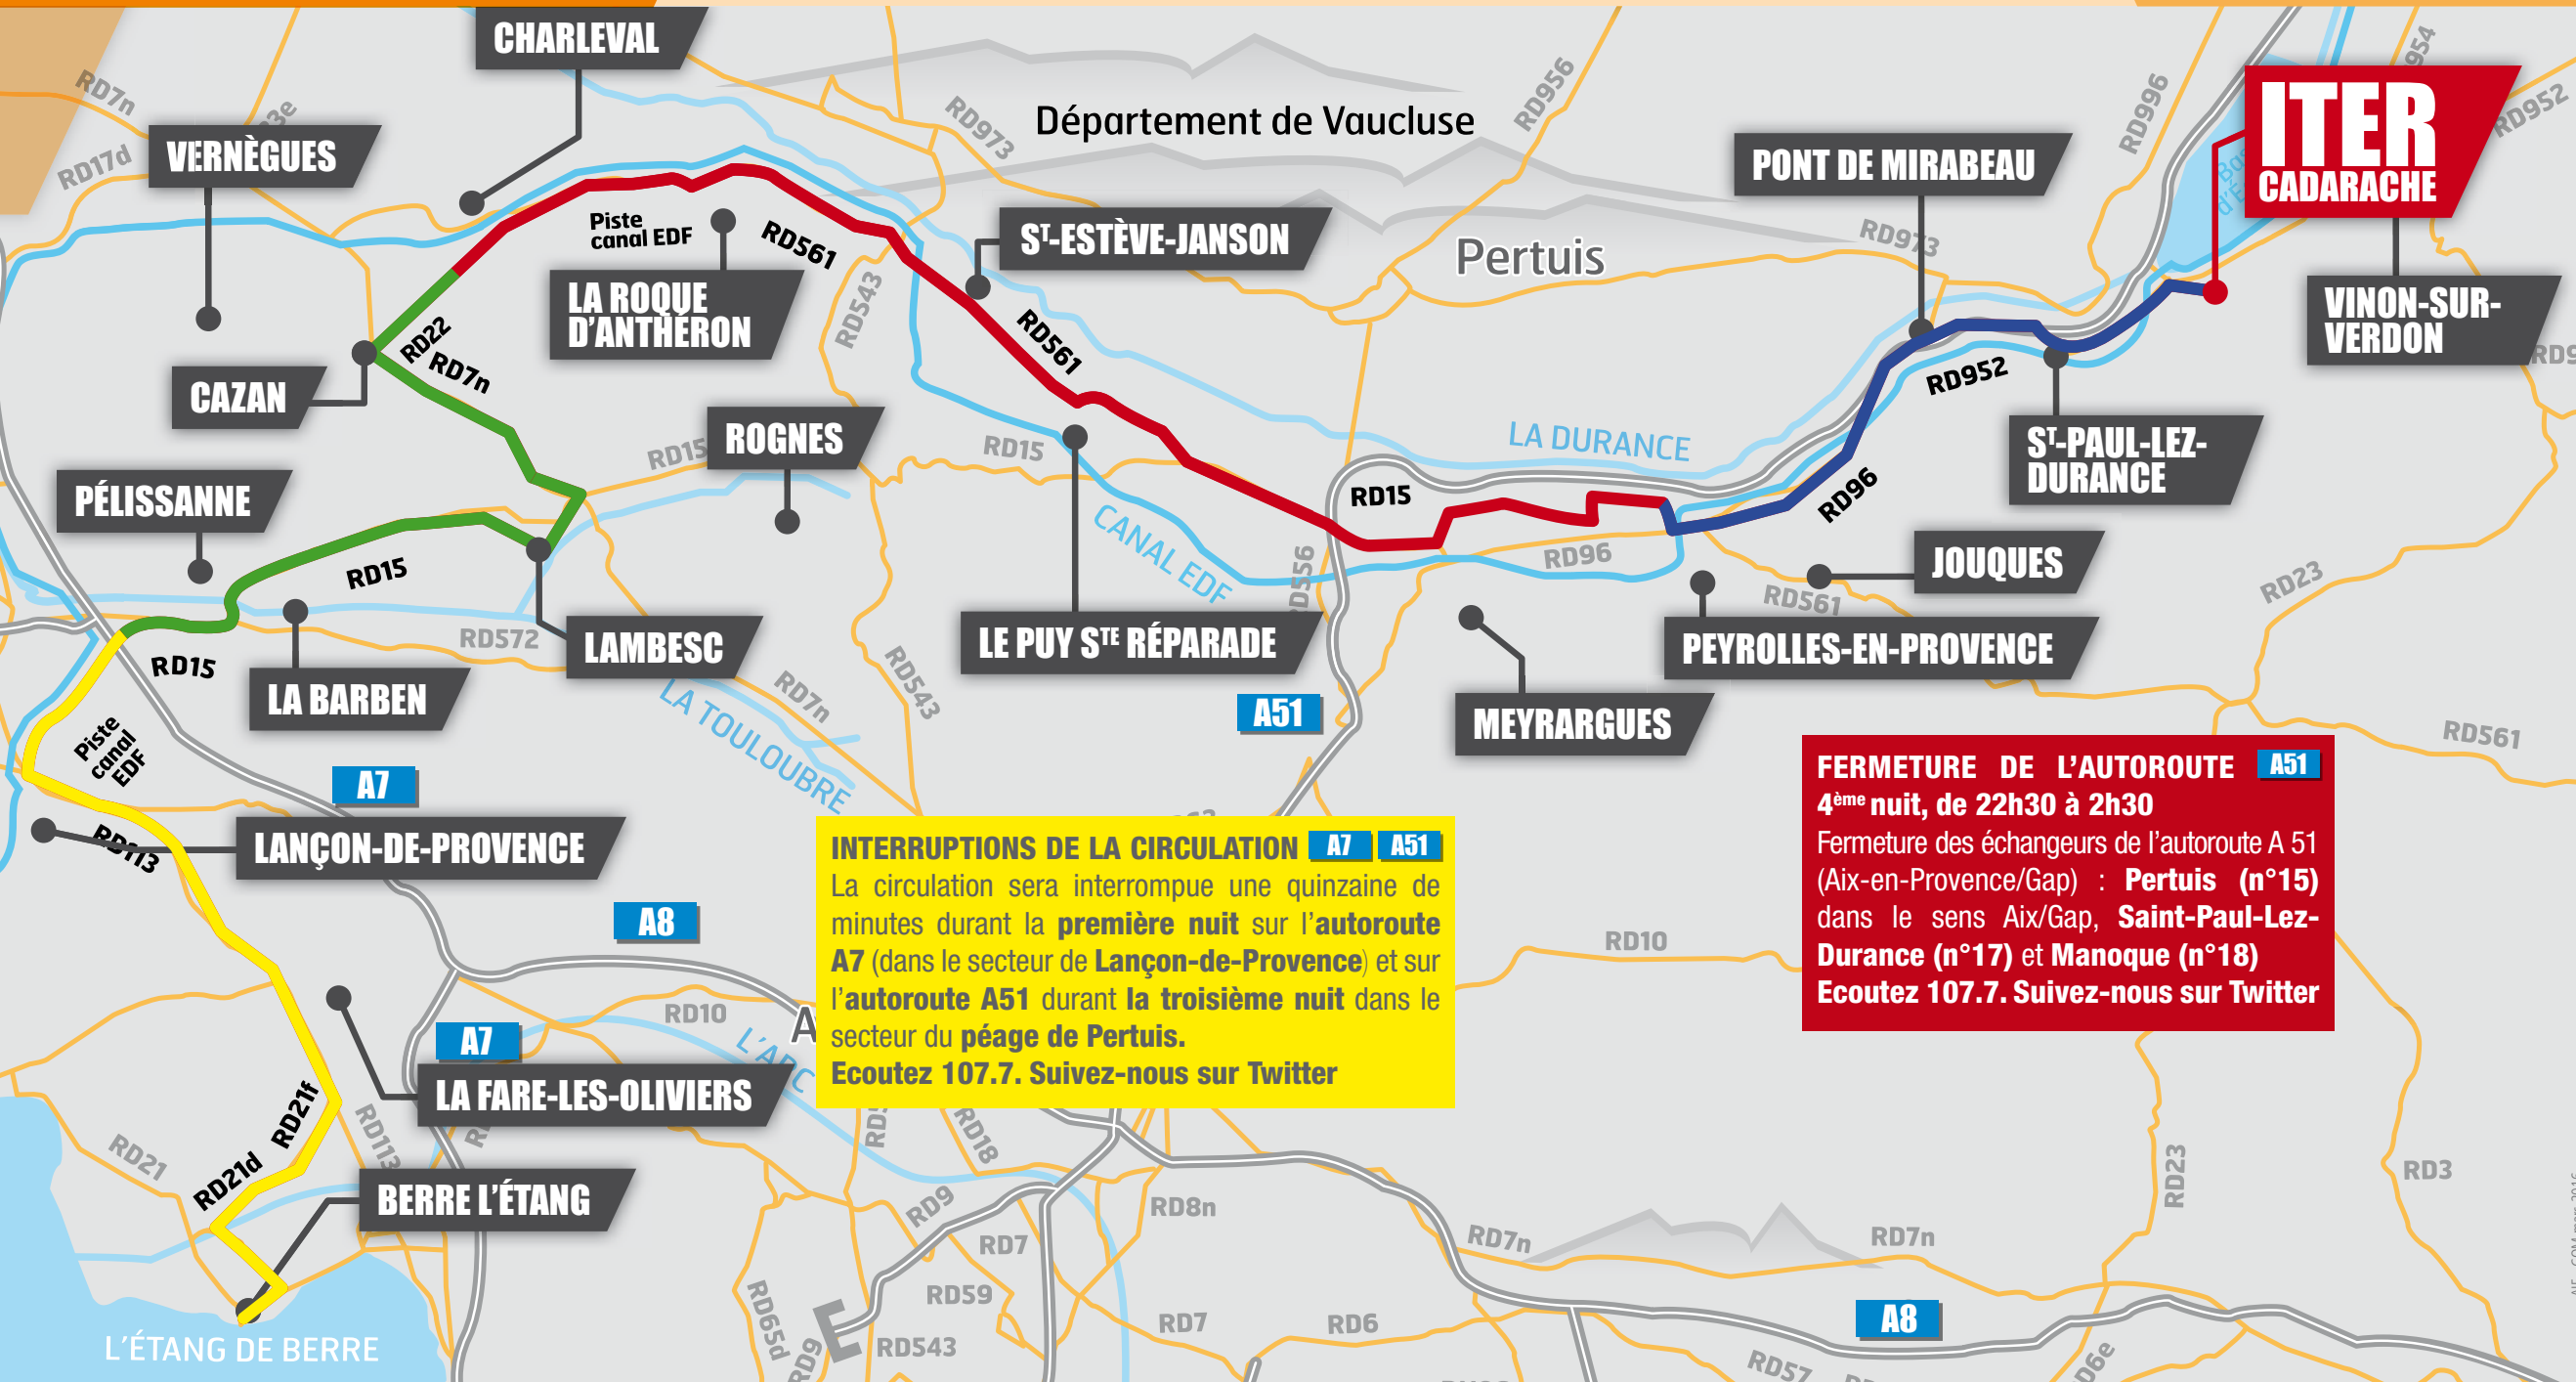 CHARLEVAL
RD7n
RD17d
VERNÈGUES
RD973
Département de Vaucluse
RD956
RD996
954
RD952
ITER
CADARACHE
PONT DE MIRABEAU
VINON-SUR-
VERDON
Piste
canal EDF
RD561
LA ROQUE
D'ANTHÉRON
ST-ESTÈVE-JANSON
Pertuis
RD973
RD22
RD7n
CAZAN
RD543
RD561
RD952
ST-PAUL-LEZ-
DURANCE
ROGNES
RD15
RD15
LA DURANCE
RD15
RD96
PÉLISSANNE
RD15
CANAL EDF
RD96
RD556
JOUQUES
RD561
RD23
RD572
LAMBESC
LE PUY STE RÉPARADE
PEYROLLES-EN-PROVENCE
MEYRARGUES
RD15
LA BARBEN
RD7n
RD543
LA TOULOUBRE
A51
RD561
Piste
canal
EDF
A7
RD113
LANÇON-DE-PROVENCE
A8
INTERRUPTIONS DE LA CIRCULATION A7 A51
La circulation sera interrompue une quinzaine de
minutes durant la première nuit sur l'autoroute
A7 (dans le secteur de Lançon-de-Provence) et sur
l'autoroute A51 durant la troisième nuit dans le
secteur du péage de Pertuis.
Ecoutez 107.7. Suivez-nous sur Twitter
FERMETURE DE L'AUTOROUTE A51
4ème nuit, de 22h30 à 2h30
Fermeture des échangeurs de l'autoroute A 51
(Aix-en-Provence/Gap) : Pertuis (n°15)
dans le sens Aix/Gap, Saint-Paul-Lez-
Durance (n°17) et Manoque (n°18)
Ecoutez 107.7. Suivez-nous sur Twitter
RD10
RD10
A7
L'ARC
LA FARE-LES-OLIVIERS
RD21f
RD21d
RD21
RD113
BERRE L'ÉTANG
RD18
RD9
RD8n
RD7
RD7n
RD7n
RD23
RD3
RD59
RD65d
RD9
RD543
RD7
RD6
A8
RD57
L'ÉTANG DE BERRE